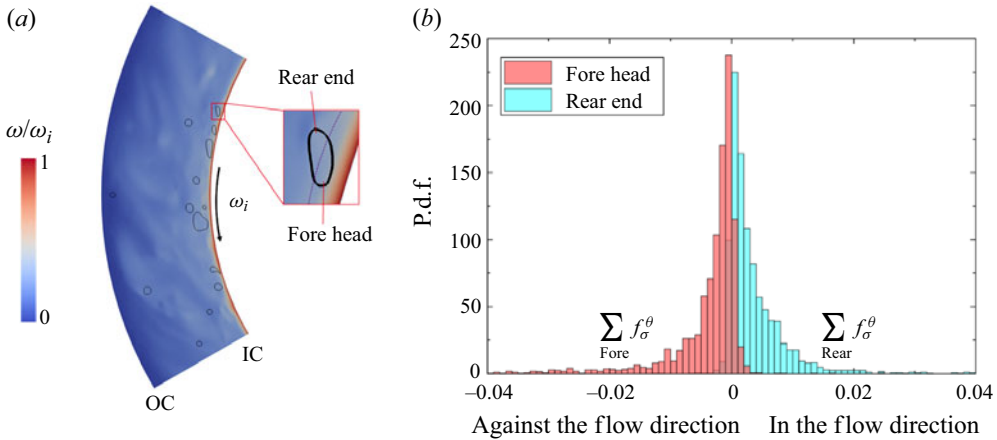 (a)
Rear end
ω/ω_i
1
0
ω_i
Fore head
IC
OC
(b)
250
200
150
100
50
0
P.d.f.
Fore head
Rear end
∑ f_σ^θ
Fore
∑ f_σ^θ
Rear
−0.04
−0.02
0
0.02
0.04
Against the flow direction
In the flow direction